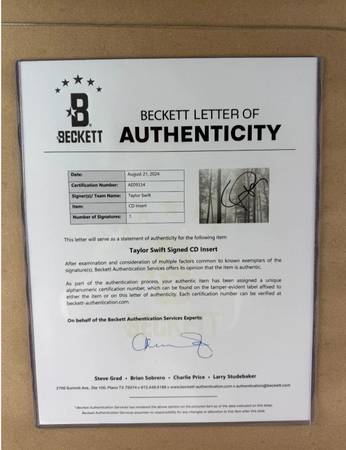 BECKETT LETTER OF
AUTHENTICITY
B
BECKETT
Date: August 21, 2024
Certification Number: AE09334
Signer(s)/ Team Name: Taylor Swift
Item: CD Insert
Number of Signatures: 1
This letter will serve as a statement of authenticity for the following item:
Taylor Swift Signed CD Insert
After examination and consideration of multiple factors common to known exemplars of the
signature(s), Beckett Authentication Services offers its opinion that the item is authentic.
As part of the authentication process, your authentic item has been assigned a unique
alphanumeric certification number, which can be found on the tamper-evident label affixed to
either the item or on this letter of authenticity. Each certification number can be verified at
beckett-authentication.com.
On behalf of the Beckett Authentication Services Experts:
BECKETT
Steve Grad • Brian Sobrero • Charlie Price • Larry Studebaker